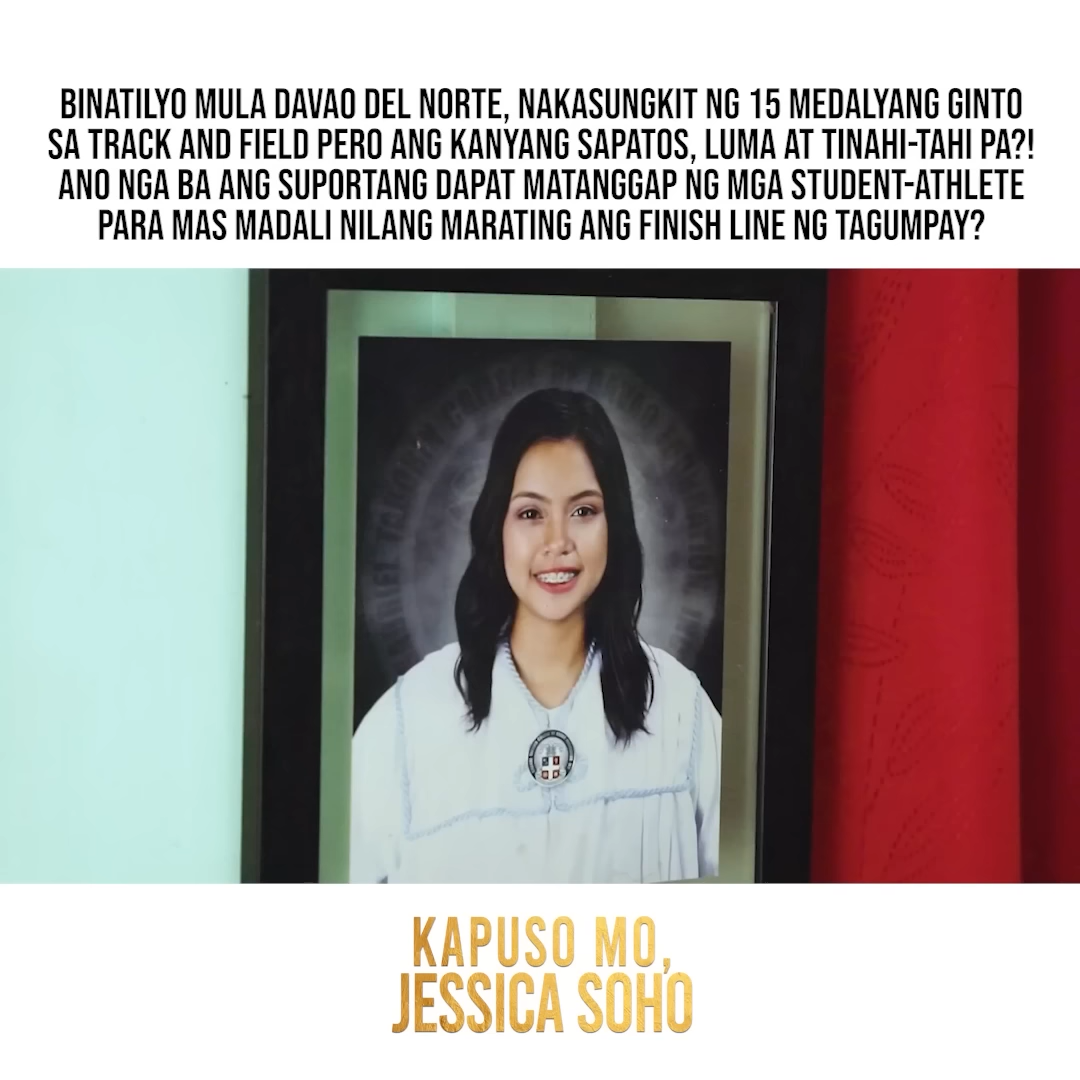 BINATILYO MULA DAVAO DEL NORTE, NAKASUNGKIT NG 15 MEDALYANG GINTO
SA TRACK AND FIELD PERO ANG KANYANG SAPATOS, LUMA AT TINAHI-TAHI PA?!
ANO NGA BA ANG SUPORTANG DAPAT MATANGGAP NG MGA STUDENT-ATHLETE
PARA MAS MADALI NILANG MARATING ANG FINISH LINE NG TAGUMPAY?
KAPUSO MO,
JESSICA SOHO